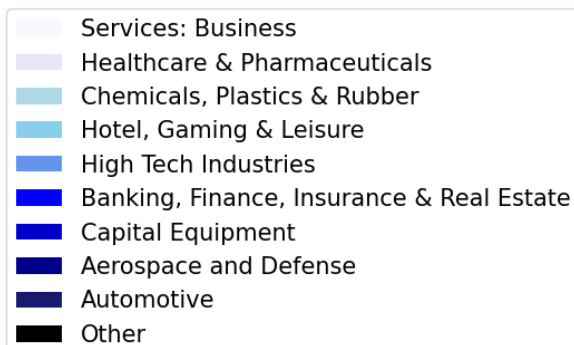 Services: Business
Healthcare & Pharmaceuticals
Chemicals, Plastics & Rubber
Hotel, Gaming & Leisure
High Tech Industries
Banking, Finance, Insurance & Real Estate
Capital Equipment
Aerospace and Defense
Automotive
Other